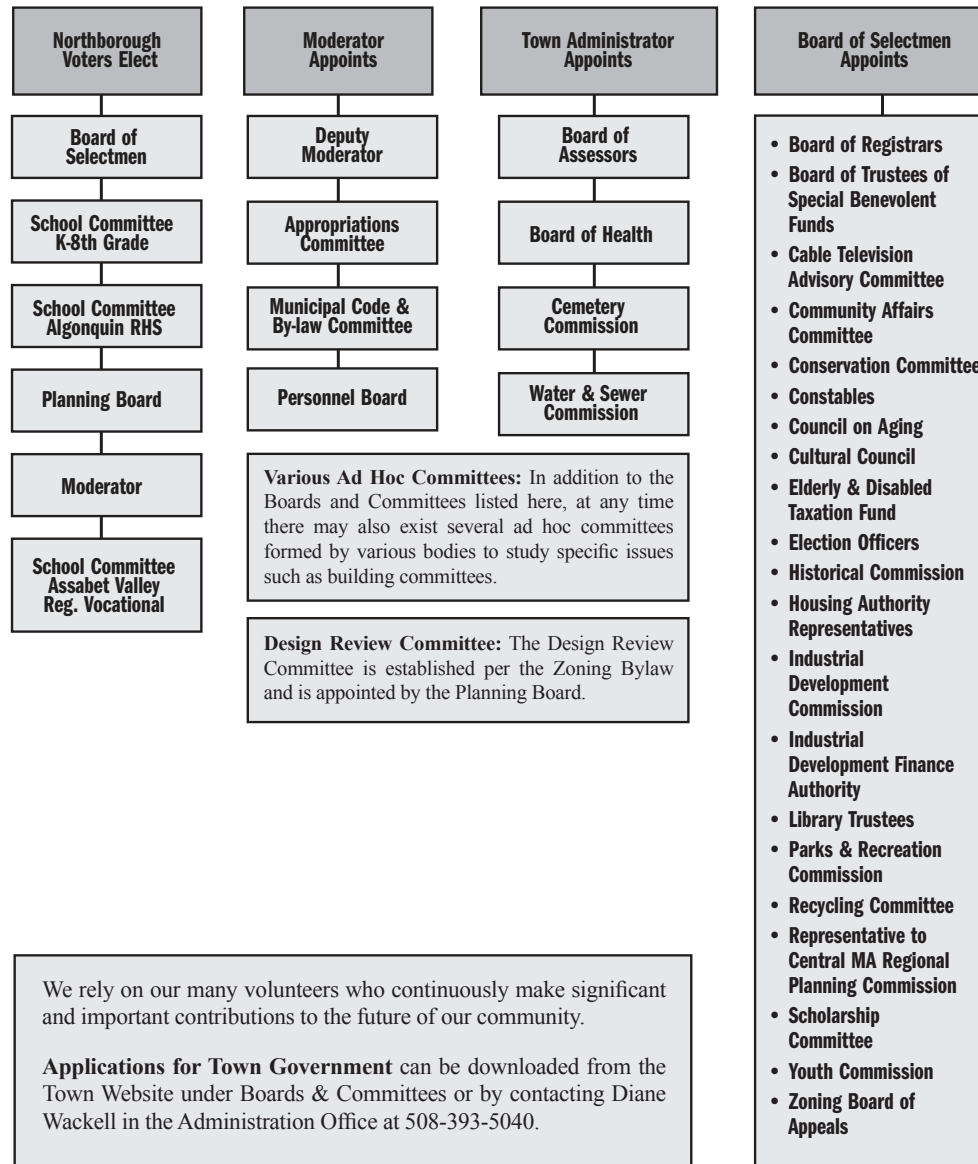 Northborough
Voters Elect
Board of
Selectmen
School Committee
K-8th Grade
School Committee
Algonquin RHS
Planning Board
Moderator
School Committee
Assabet Valley
Reg. Vocational
Moderator
Appoints
Deputy
Moderator
Appropriations
Committee
Municipal Code &
By-law Committee
Personnel Board
Town Administrator
Appoints
Board of
Assessors
Board of Health
Cemetery
Commission
Water & Sewer
Commission
Various Ad Hoc Committees: In addition to the
Boards and Committees listed here, at any time
there may also exist several ad hoc committees
formed by various bodies to study specific issues
such as building committees.
Design Review Committee: The Design Review
Committee is established per the Zoning Bylaw
and is appointed by the Planning Board.
Board of Selectmen
Appoints
• Board of Registrars
• Board of Trustees of
Special Benevolent
Funds
• Cable Television
Advisory Committee
• Community Affairs
Committee
• Conservation Committee
• Constables
• Council on Aging
• Cultural Council
• Elderly & Disabled
Taxation Fund
• Election Officers
• Historical Commission
• Housing Authority
Representatives
• Industrial
Development
Commission
• Industrial
Development Finance
Authority
• Library Trustees
• Parks & Recreation
Commission
• Recycling Committee
• Representative to
Central MA Regional
Planning Commission
• Scholarship
Committee
• Youth Commission
• Zoning Board of
Appeals
We rely on our many volunteers who continuously make significant
and important contributions to the future of our community.
Applications for Town Government can be downloaded from the
Town Website under Boards & Committees or by contacting Diane
Wackell in the Administration Office at 508-393-5040.